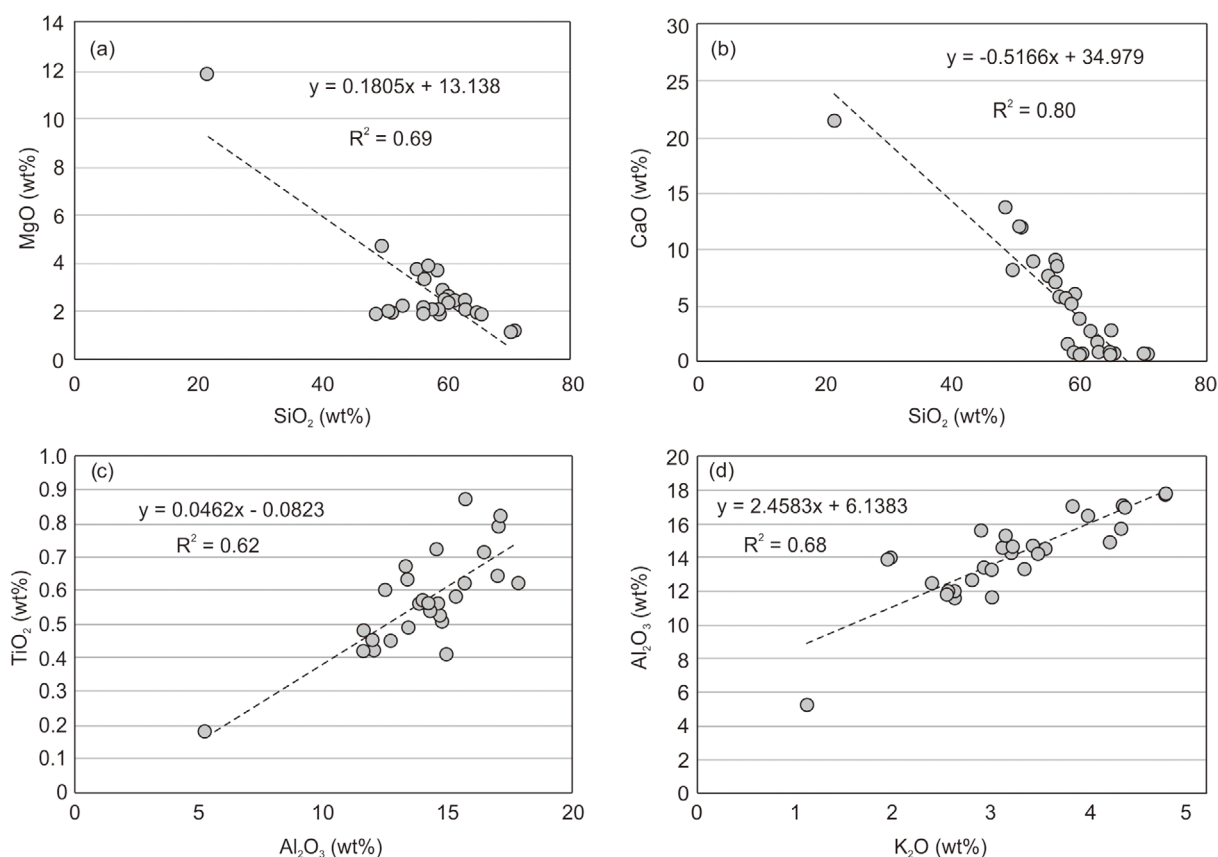 (a)
y = 0.1805x + 13.138
R² = 0.69
MgO (wt%)
14
12
10
8
6
4
2
0
0 20 40 60 80
SiO₂ (wt%)
(b)
y = -0.5166x + 34.979
R² = 0.80
CaO (wt%)
30
25
20
15
10
5
0
0 20 40 60 80
SiO₂ (wt%)
(c)
y = 0.0462x - 0.0823
R² = 0.62
TiO₂ (wt%)
1.0
0.9
0.8
0.7
0.6
0.5
0.4
0.3
0.2
0.1
0
0 5 10 15 20
Al₂O₃ (wt%)
(d)
y = 2.4583x + 6.1383
R² = 0.68
Al₂O₃ (wt%)
20
18
16
14
12
10
8
6
4
2
0
0 1 2 3 4 5
K₂O (wt%)